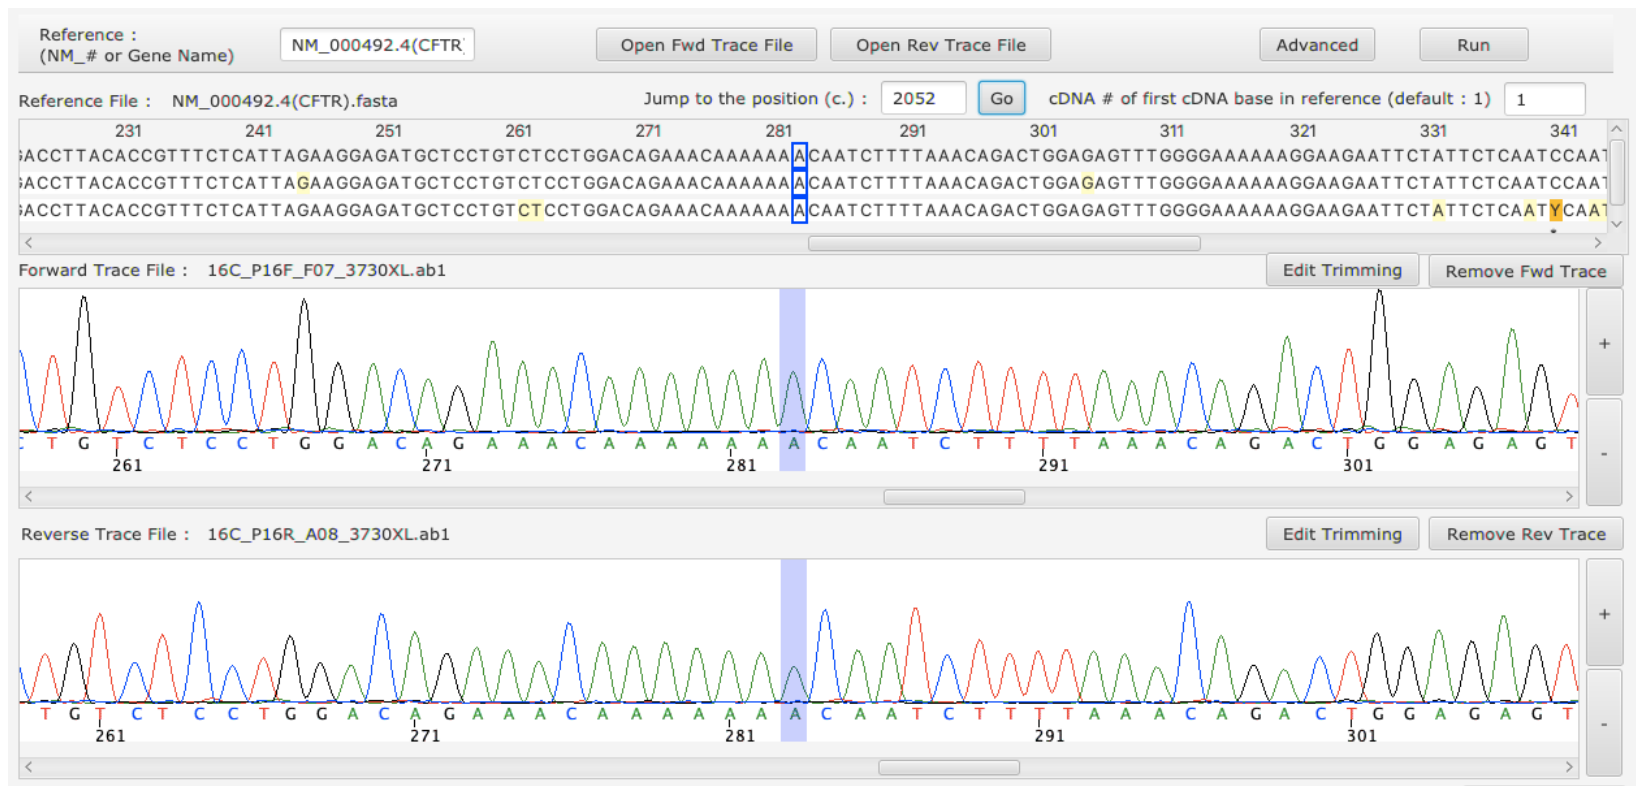 Reference :
(NM_# or Gene Name)
NM_000492.4(CFTR)
Open Fwd Trace File
Open Rev Trace File
Advanced
Run
Reference File : NM_000492.4(CFTR).fasta
Jump to the position (c.) : 2052 Go cDNA # of first cDNA base in reference (default : 1) 1
231 241 251 261 271 281 291 301 311 321 331 341
GACCTTACACCGTTTCTCATTAGAAGGAGATGCTCCTGTCTCCTGGACAGAAACAAAAAAACAATCTTTTAAACAGACTGGAGAGTTTGGGGAAAAAAGGAAGAATTCTATTCTCAATCCAAT
GACCTTACACCGTTTCTCATTAGAAGGAGATGCTCCTGTCTCCTGGACAGAAACAAAAAAACAATCTTTTAAACAGACTGGAGAGTTTGGGGAAAAAAGGAAGAATTCTATTCTCAATCCAAT
GACCTTACACCGTTTCTCATTAGAAGGAGATGCTCCTGTCTCCTGGACAGAAACAAAAAAACAATCTTTTAAACAGACTGGAGAGTTTGGGGAAAAAAGGAAGAATTCTATTCTCAATYCAAT
Forward Trace File : 16C_P16F_F07_3730XL.ab1
Edit Trimming
Remove Fwd Trace
+
-
C T G T C T C C T G G A C A G A A A C A A A A A A A C A A T C T T T T A A A C A G A C T G G A G A G T
261 271 281 291 301
Reverse Trace File : 16C_P16R_A08_3730XL.ab1
Edit Trimming
Remove Rev Trace
+
-
T G T C T C C T G G A C A G A A A C A A A A A A A C A A T C T T T T A A A C A G A C T G G A G A G T
261 271 281 291 301